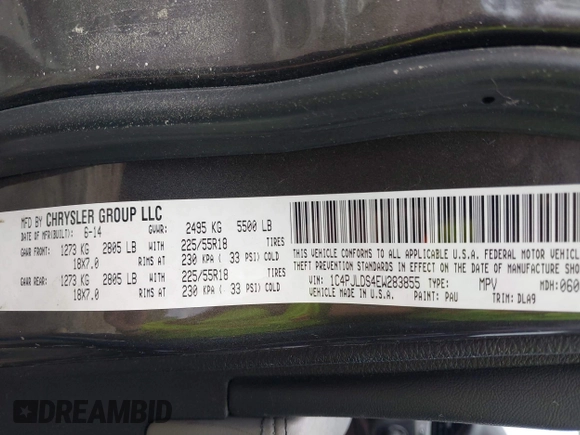 MFD BY CHRYSLER GROUP LLC
DATE OF MFR(BUILT): 6-14 GVWR: 2495 KG 5500 LB
GAWR FRONT: 1273 KG 2805 LB WITH 225/55R18 TIRES
18X7.0 RIMS AT 230 KPA ( 33 PSI) COLD
GAWR REAR: 1273 KG 2805 LB WITH 225/55R18 TIRES
18X7.0 RIMS AT 230 KPA ( 33 PSI) COLD
THIS VEHICLE CONFORMS TO ALL APPLICABLE U.S.A. FEDERAL MOTOR VEHICLE
THEFT PREVENTION STANDARDS IN EFFECT ON THE DATE OF MANUFACTURE SHO
VIN: 1C4PJLDS4EW283855 TYPE: MPV MDH: 060
MADE IN U.S.A. PAINT: PAU TRIM: DLA9
DREAMBID